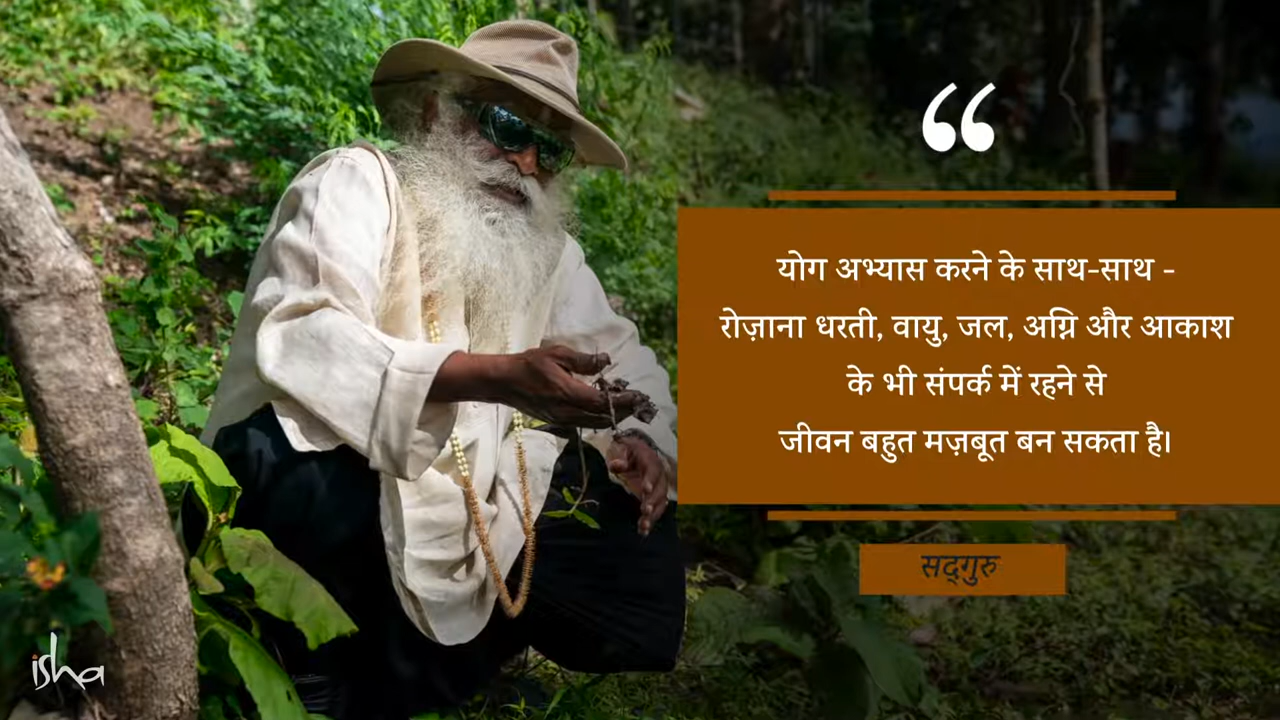 “
योग अभ्यास करने के साथ-साथ -
रोज़ाना धरती, वायु, जल, अग्नि और आकाश
के भी संपर्क में रहने से
जीवन बहुत मज़बूत बन सकता है।
सद्गुरु
isha